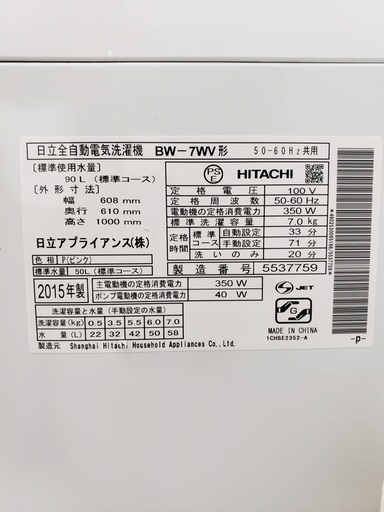 日立全自動電気洗濯機 BW-7WV形 50-60Hz共用
〔標準使用水量〕
90L (標準コース)
〔外形寸法〕
幅 608 mm
奥行 610 mm
高さ 1000 mm
日立アプライアンス(株)
色相 P(ピンク)
標準水量 50L (標準コース)
PSE HITACHI
定格電圧 100 V
定格周波数 50-60 Hz
電動機の定格消費電力 350 W
標準洗濯容量 7.0 kg
定格時間 標準コース 自動設定 33 分
手動設定 71 分
洗いのみ 20 分
製造番号 5537759
2015年製
主電動機の定格消費電力 350 W
ポンプ電動機の定格消費電力 40 W
洗濯容量と水量 (手動設定の水量)
洗濯容量(kg) 0.5 3.5 5.5 6.0 7.0
水量(L) 22 32 42 50 58
製造元 Shanghai Hitachi Household Appliances Co.,Ltd.
S JET
MADE IN CHINA
1CHSE2352-A
-p-